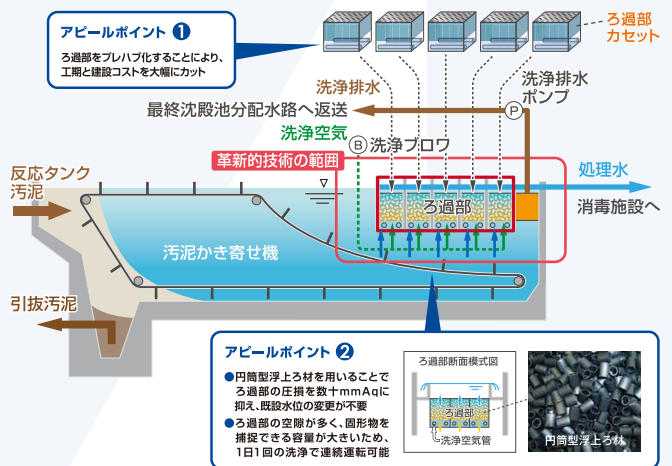 アピールポイント 1
ろ過部をプレハブ化することにより、
工期と建設コストを大幅にカット
ろ過部
カセット
洗浄排水
洗浄排水
ポンプ
最終沈殿池分配水路へ返送
P
洗浄空気
B 洗浄ブロワ
革新的技術の範囲
反応タンク
汚泥
処理水
ろ過部
消毒施設へ
汚泥かき寄せ機
引抜汚泥
アピールポイント 2
●円筒型浮上ろ材を用いることで
ろ過部の圧損を数十mmAqに
抑え、既設水位の変更が不要
●ろ過部の空隙が多く、固形物を
捕捉できる容量が大きいため、
1日1回の洗浄で連続運転可能
ろ過部断面模式図
ろ過部
洗浄空気管
円筒型浮上ろ材